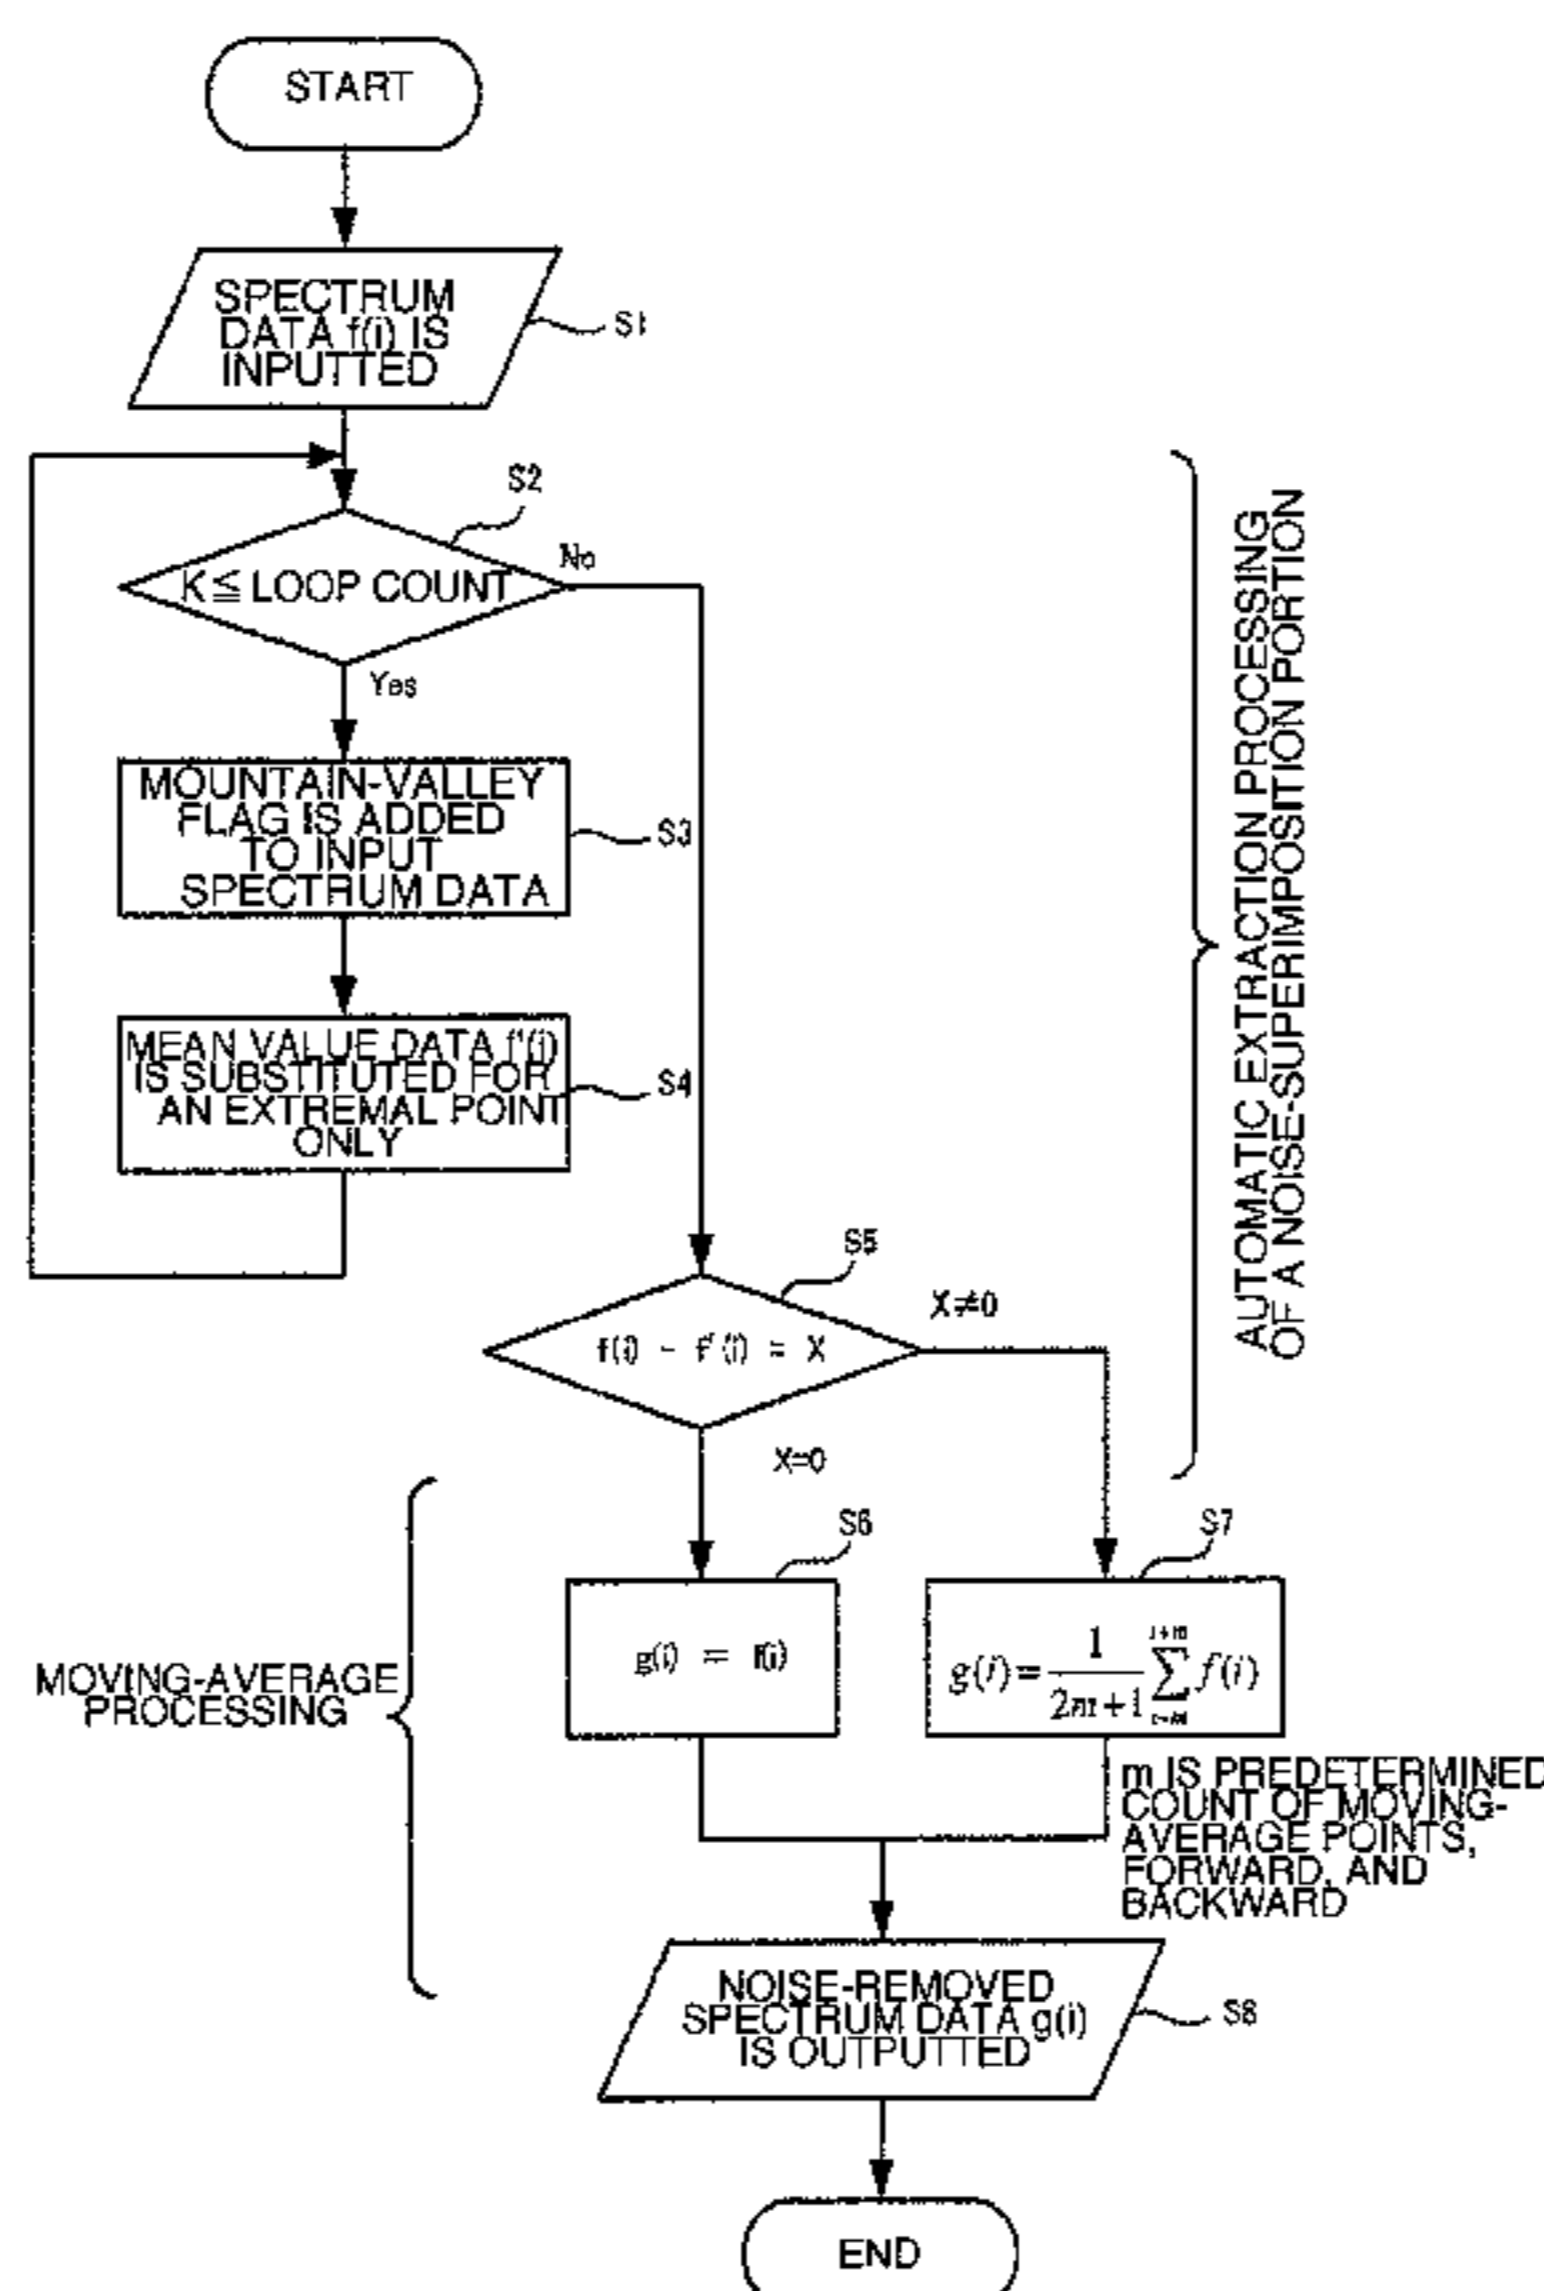 START
SPECTRUM
DATA f(i) IS
INPUTTED
S1
S2
No
K≦LOOP COUNT
Yes
MOUNTAIN-VALLEY
FLAG IS ADDED
TO INPUT
SPECTRUM DATA
S3
MEAN VALUE DATA f'(i)
IS SUBSTITUTED FOR
AN EXTREMAL POINT
ONLY
S4
AUTOMATIC EXTRACTION PROCESSING
OF A NOISE-SUPERIMPOSITION PORTION
S5
X≠0
f(i) - f'(i) = X
X=0
S6
S7
g(i) = f(i)
g(i)=1/(2m+1) ∑_{i-m}^{i+m} f(i)
MOVING-AVERAGE
PROCESSING
m IS PREDETERMINED
COUNT OF MOVING-
AVERAGE POINTS,
FORWARD, AND
BACKWARD
NOISE-REMOVED
SPECTRUM DATA g(i)
IS OUTPUTTED
S8
END